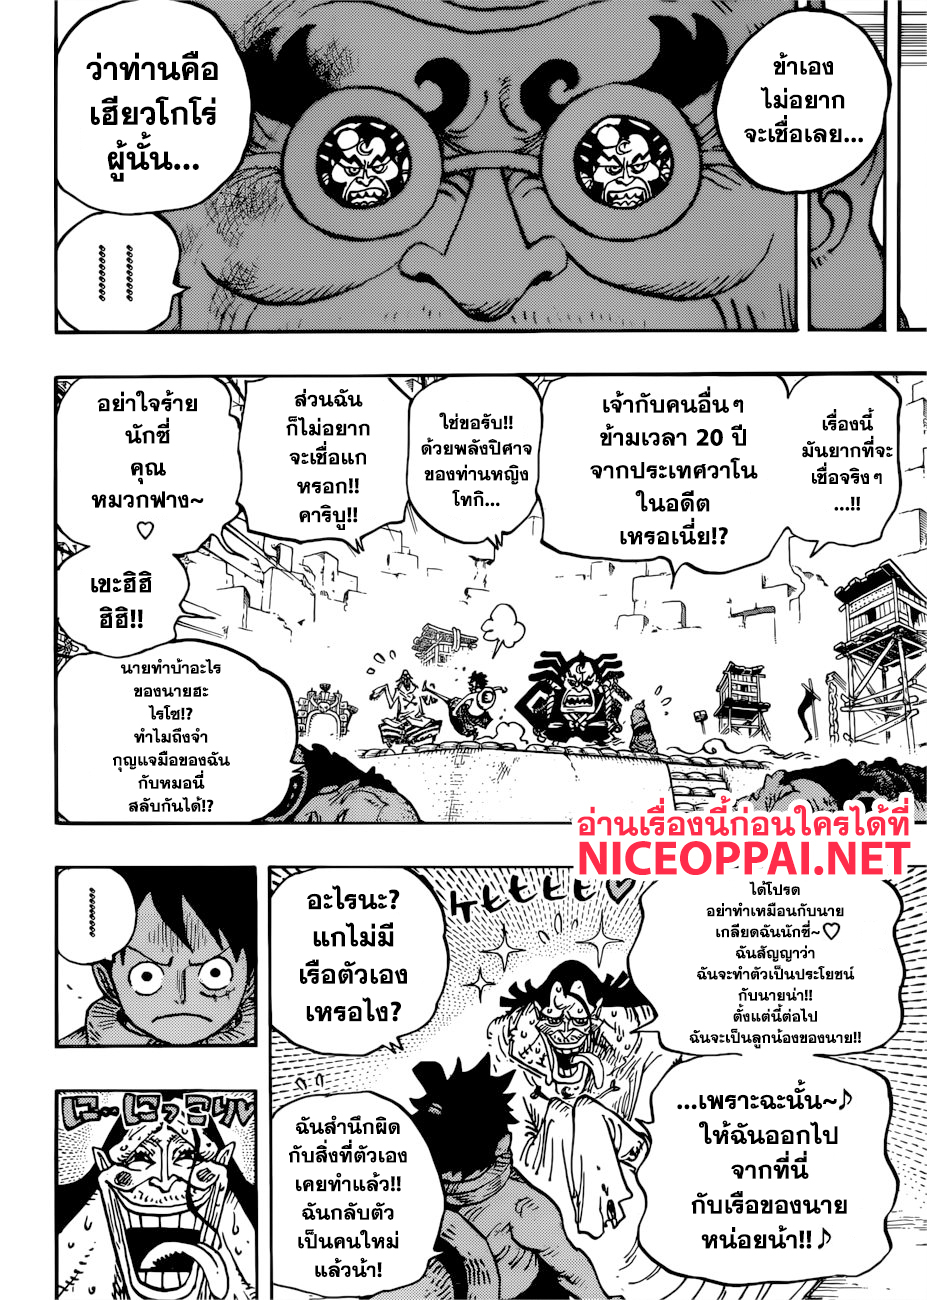 ข้าเอง
ไม่อยาก
จะเชื่อเลย...
ว่าท่านคือ
เฮียวโกโร่
ผู้นั้น...
เรื่องนี้
มันยากที่จะ
เชื่อจริงๆ
...!!
เจ้ากับคนอื่นๆ
ข้ามเวลา 20 ปี
จากประเทศวาโน
ในอดีต
เหรอเนี่ย!?
ใช่ขอรับ!!
ด้วยพลังปีศาจ
ของท่านหญิง
โทกิ...
ส่วนฉัน
ก็ไม่อยาก
จะเชื่อแก
หรอก!!
คาริบู!!
อย่าใจร้าย
นักซี่
คุณ
หมวกฟาง~
♡
เขะฮิฮิ
ฮิฮิ!!
นายทำบ้าอะไร
ของนายฮะ
ไรโซ!?
ทำไมถึงจำ
กุญแจมือของฉัน
กับหมอนี่
สลับกันได้!?
อ่านเรื่องนี้ก่อนใครได้ที่
NICEOPPAI.NET
ได้โปรด
อย่าทำเหมือนกับนาย
เกลียดฉันนักซี่~♡
ฉันสัญญาว่า
ฉันจะทำตัวเป็นประโยชน์
กับนายน่า!!
ตั้งแต่นี้ต่อไป
ฉันจะเป็นลูกน้องของนาย!!
ケヒヒヒヒ♡
อะไรนะ?
แกไม่มี
เรือตัวเอง
เหรอไง?
...เพราะฉะนั้น~♪
ให้ฉันออกไป
จากที่นี่
กับเรือของนาย
หน่อยน้า!!♪
ฉันสำนึกผิด
กับสิ่งที่ตัวเอง
เคยทำแล้ว!!
ฉันกลับตัว
เป็นคนใหม่
แล้วน้า!
に…にっこり♡